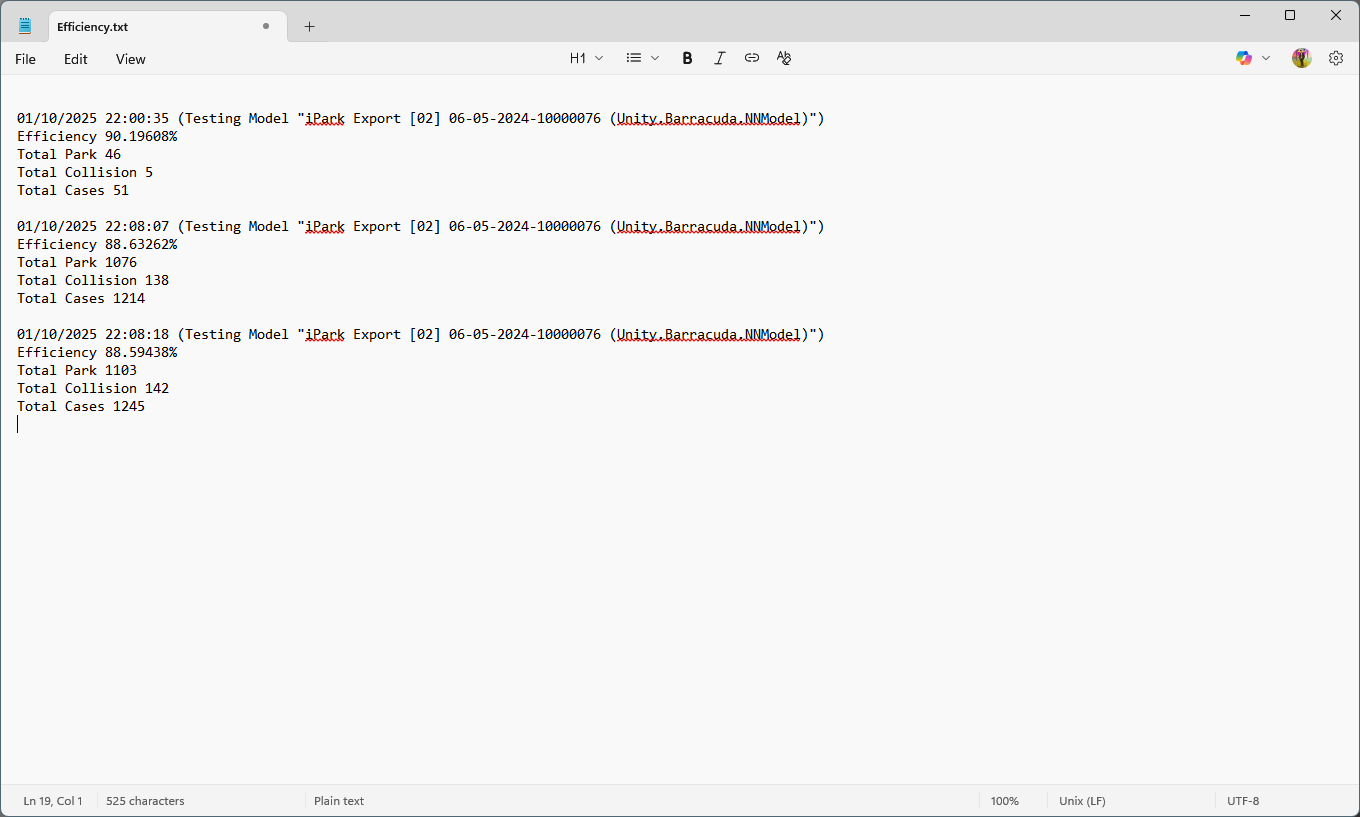 Efficiency.txt
File Edit View H1
01/10/2025 22:00:35 (Testing Model "iPark Export [02] 06-05-2024-10000076 (Unity.Barracuda.NNModel)")
Efficiency 90.19608%
Total Park 46
Total Collision 5
Total Cases 51
01/10/2025 22:08:07 (Testing Model "iPark Export [02] 06-05-2024-10000076 (Unity.Barracuda.NNModel)")
Efficiency 88.63262%
Total Park 1076
Total Collision 138
Total Cases 1214
01/10/2025 22:08:18 (Testing Model "iPark Export [02] 06-05-2024-10000076 (Unity.Barracuda.NNModel)")
Efficiency 88.59438%
Total Park 1103
Total Collision 142
Total Cases 1245
Ln 19, Col 1 525 characters Plain text 100% Unix (LF) UTF-8